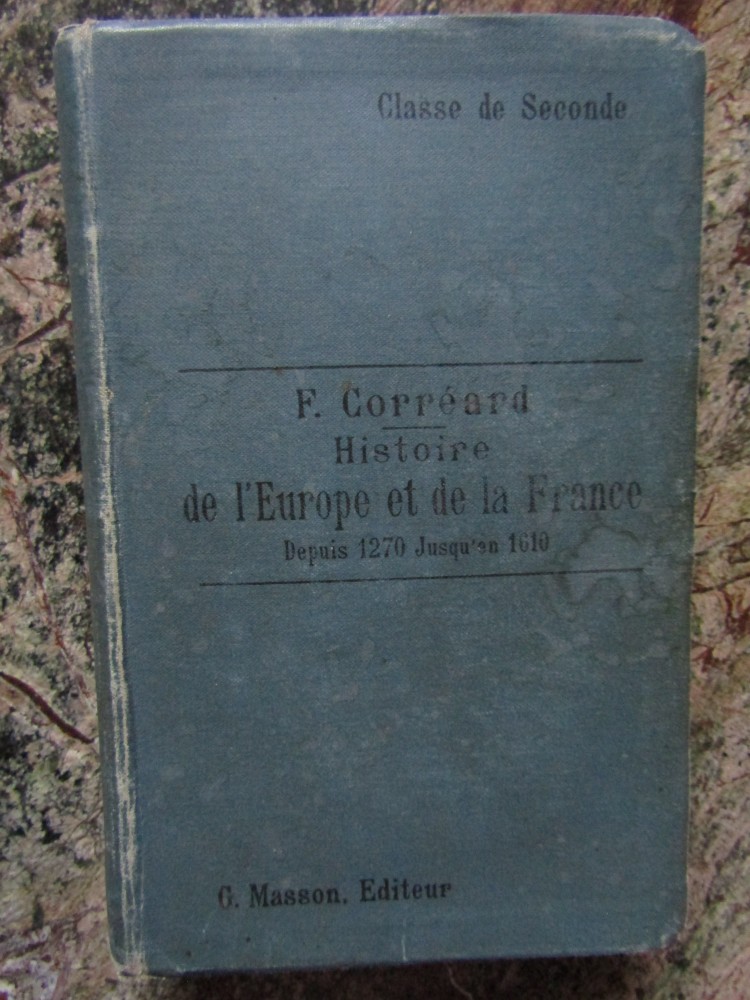 Classe de Seconde
F. Corréard
Histoire
de l'Europe et de la France
Depuis 1270 Jusqu'en 1610
G. Masson, Editeur